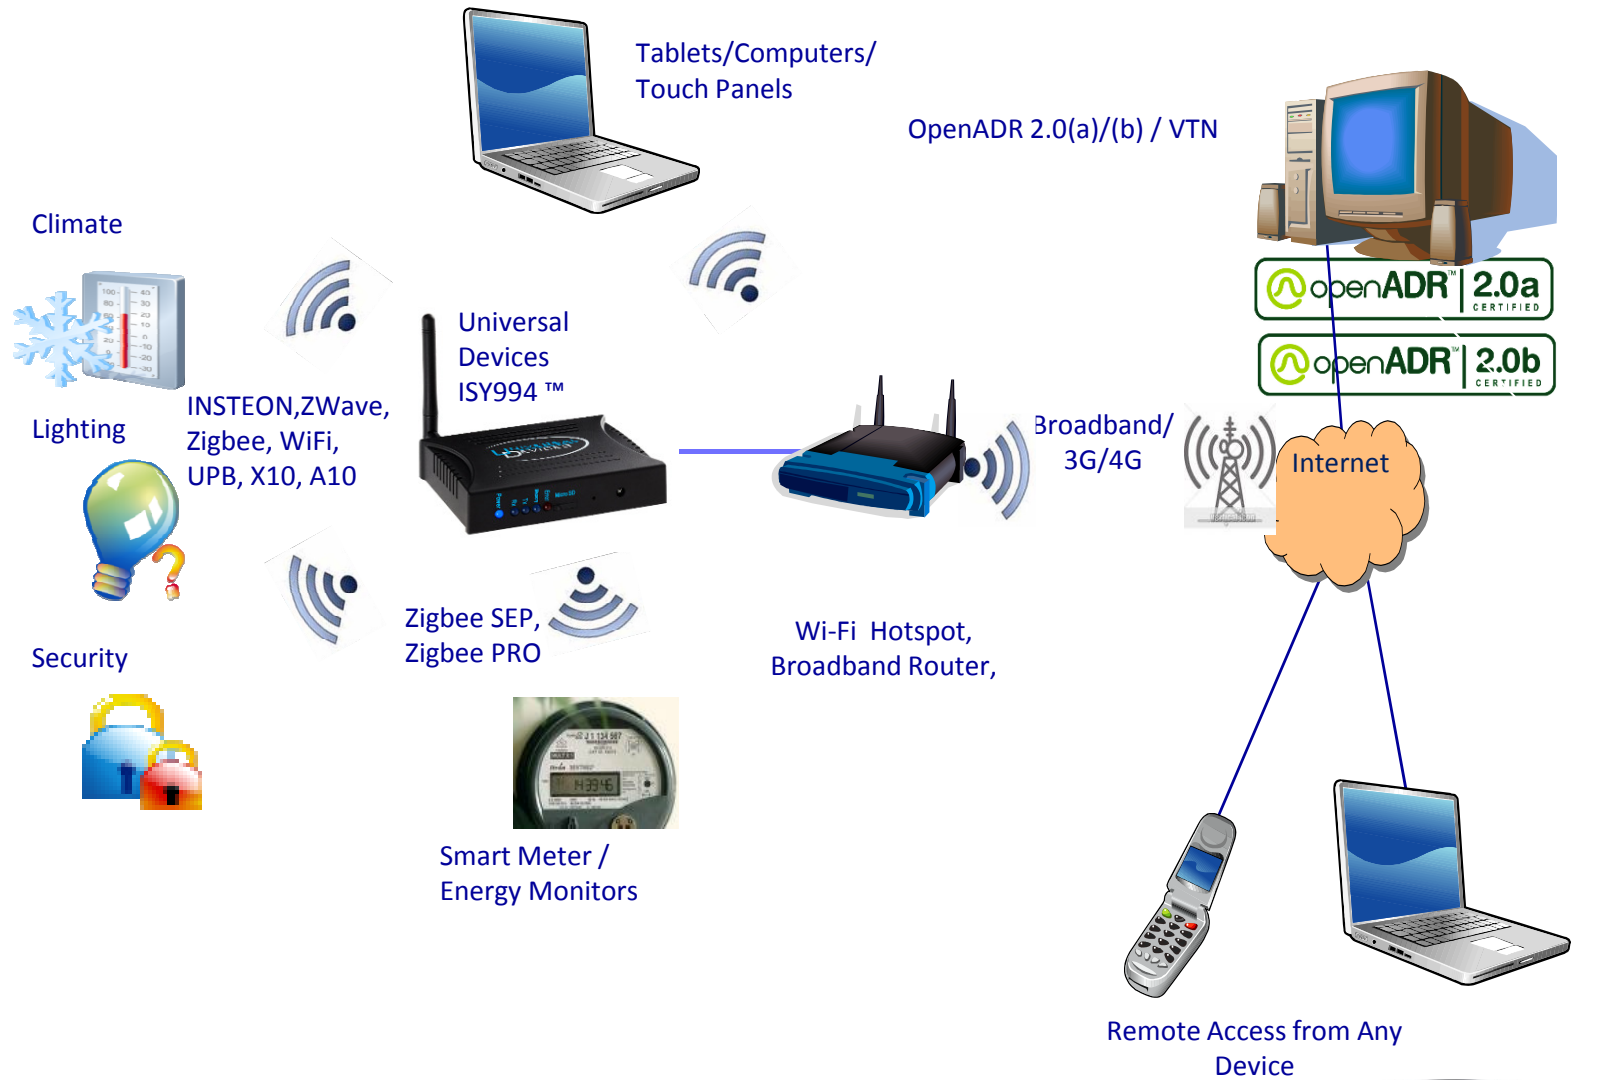 Tablets/Computers/
Touch Panels
OpenADR 2.0(a)/(b) / VTN
Climate
openADR™ 2.0a
CERTIFIED
openADR™ 2.0b
CERTIFIED
Universal
Devices
ISY994 ™
INSTEON,ZWave,
Zigbee, WiFi,
UPB, X10, A10
Lighting
Broadband/
3G/4G
Internet
Zigbee SEP,
Zigbee PRO
Wi-Fi Hotspot,
Broadband Router,
Security
Smart Meter /
Energy Monitors
Remote Access from Any
Device